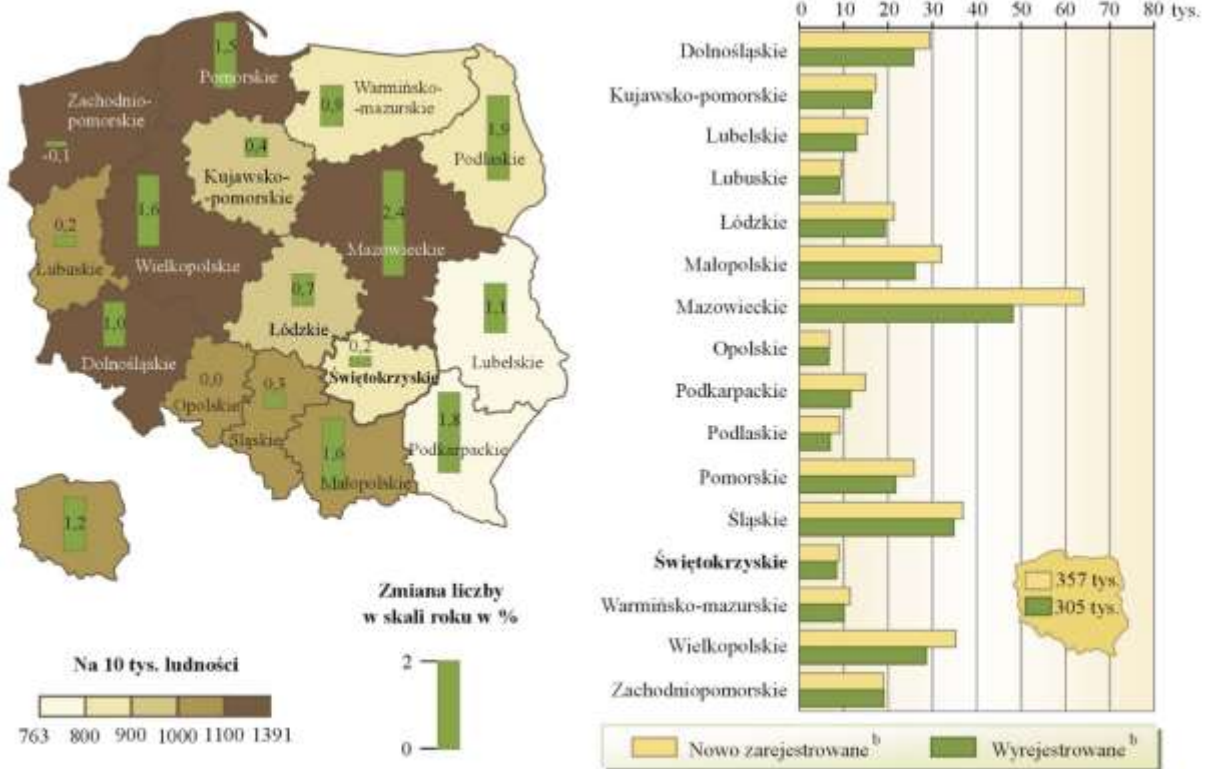 1,5
Pomorskie
Zachodnio-
pomorskie
-0,1
0,9
Warmińsko-
-mazurskie
1,9
Podlaskie
0,4
Kujawsko-
-pomorskie
0,2
Lubuskie
1,6
Wielkopolskie
2,4
Mazowieckie
0,7
Łódzkie
1,1
Lubelskie
1,0
Dolnośląskie
0,0
Opolskie
0,3
Śląskie
0,2
Świętokrzyskie
1,6
Małopolskie
1,8
Podkarpackie
1,2
Zmiana liczby
w skali roku w %
2
0
Na 10 tys. ludności
763 800 900 1000 1100 1391
0 10 20 30 40 50 60 70 80 tys.
Dolnośląskie
Kujawsko-pomorskie
Lubelskie
Lubuskie
Łódzkie
Małopolskie
Mazowieckie
Opolskie
Podkarpackie
Podlaskie
Pomorskie
Śląskie
Świętokrzyskie
Warmińsko-mazurskie
Wielkopolskie
Zachodniopomorskie
357 tys.
305 tys.
Nowo zarejestrowane b Wyrejestrowane b